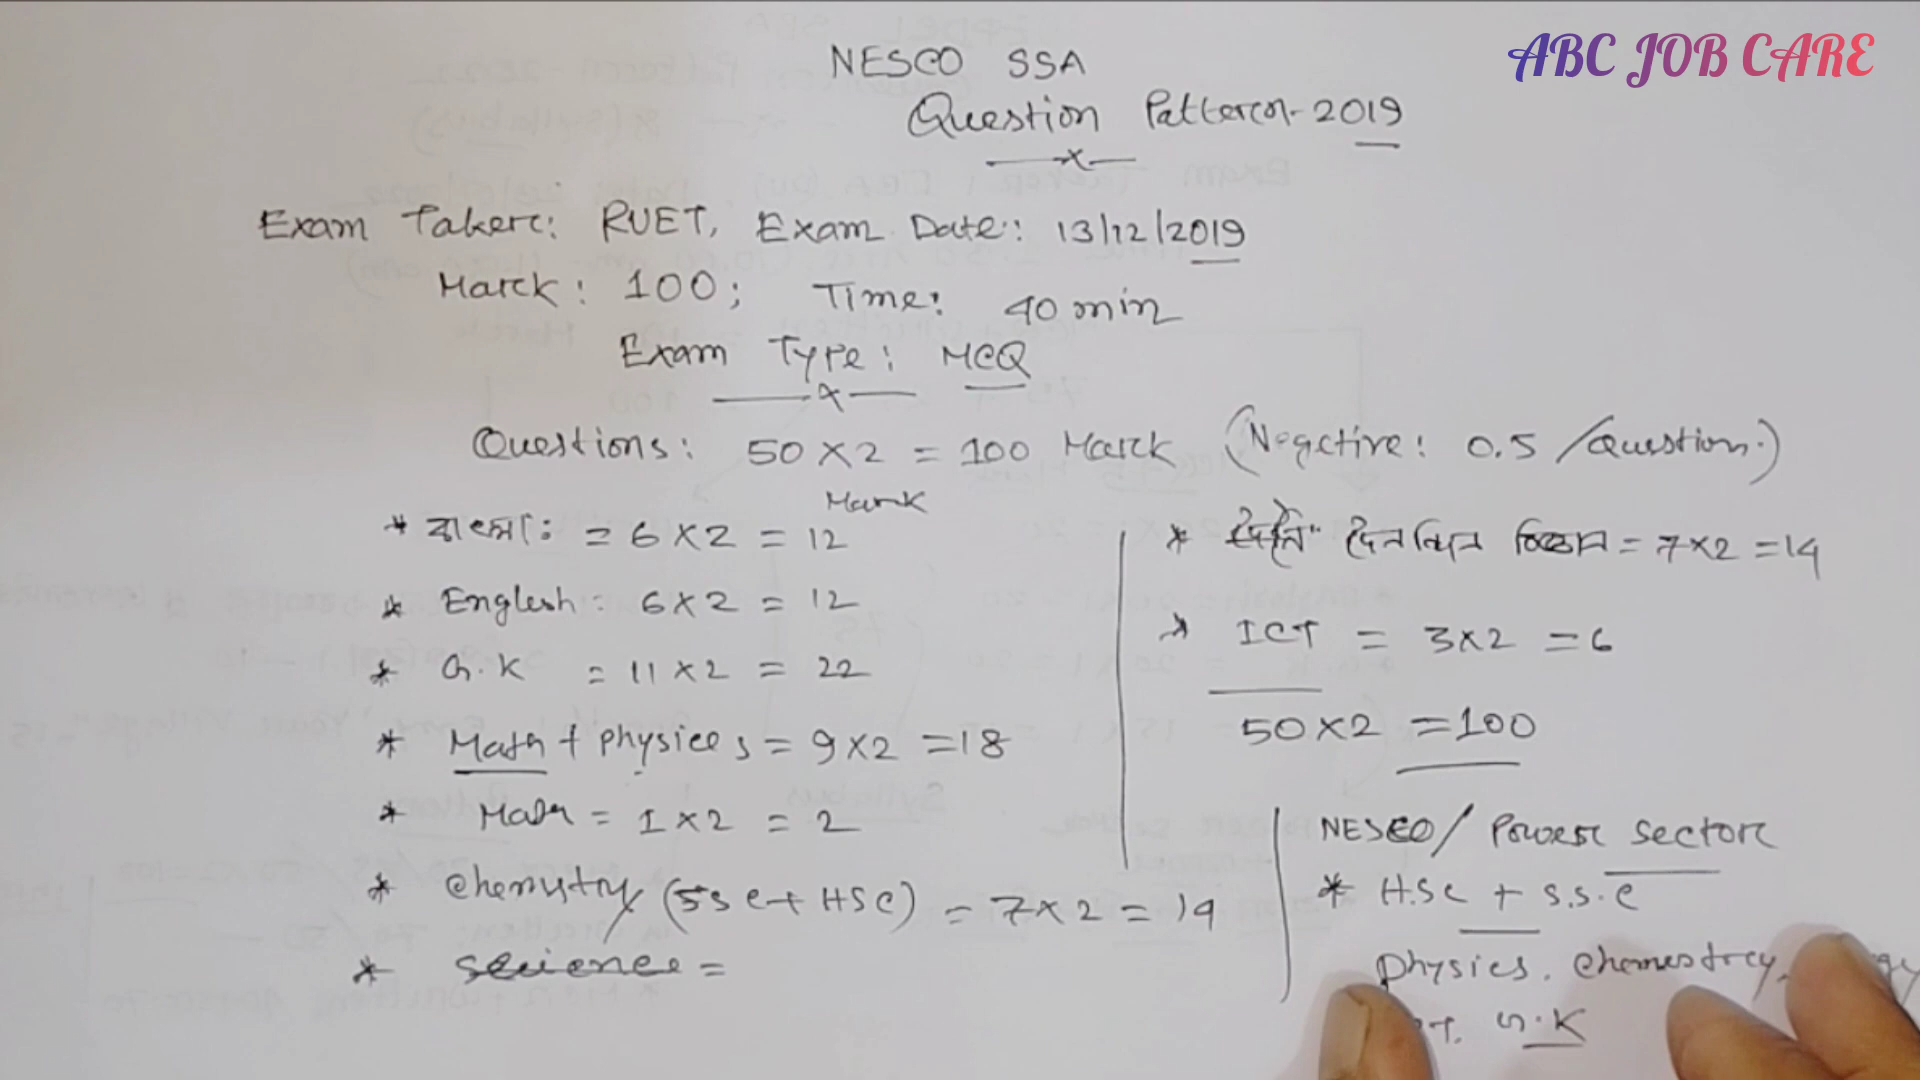 ABC JOB CARE
NESCO SSA
Question Pattern-2019
Exam Taker: RUET, Exam Date: 13/12/2019
Mark: 100; Time: 40 min
Exam Type: MCQ
Questions: 50 X 2 = 100 Mark (Negative: 0.5 /Question.)
Mark
* বাংলা: = 6 X 2 = 12
* English: 6 X 2 = 12
* G.K = 11 X 2 = 22
* Math + physics = 9 X 2 = 18
* Math = 1 X 2 = 2
* Chemistry (SSC + HSC) = 7 X 2 = 14
* Science =
* দৈনন্দিন বিজ্ঞান = 7 X 2 = 14
* ICT = 3 X 2 = 6
50 X 2 = 100
NESCO/ Power Sector
* H.SC + S.S.C
Physics, Chemestry,
G.K